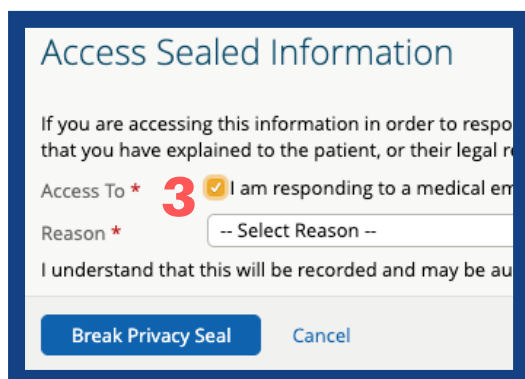 Access Sealed Information
If you are accessing this information in order to respo
that you have explained to the patient, or their legal r
Access To * 3 I am responding to a medical em
Reason * -- Select Reason --
I understand that this will be recorded and may be au
Break Privacy Seal Cancel